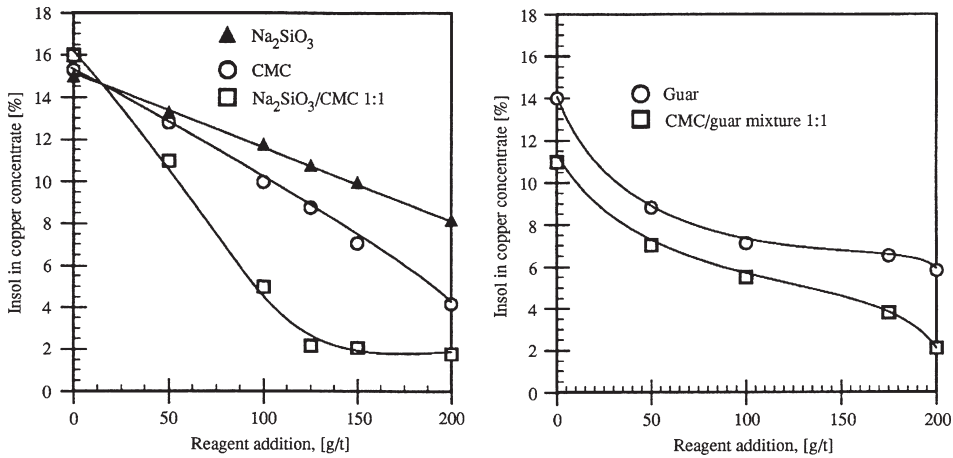 Insol in copper concentrate [%]
18
16
14
12
10
8
6
4
2
0
Na₂SiO₃
CMC
Na₂SiO₃/CMC 1:1
0 50 100 150 200
Reagent addition, [g/t]
Insol in copper concentrate [%]
18
16
14
12
10
8
6
4
2
0
Guar
CMC/guar mixture 1:1
0 50 100 150 200
Reagent addition, [g/t]